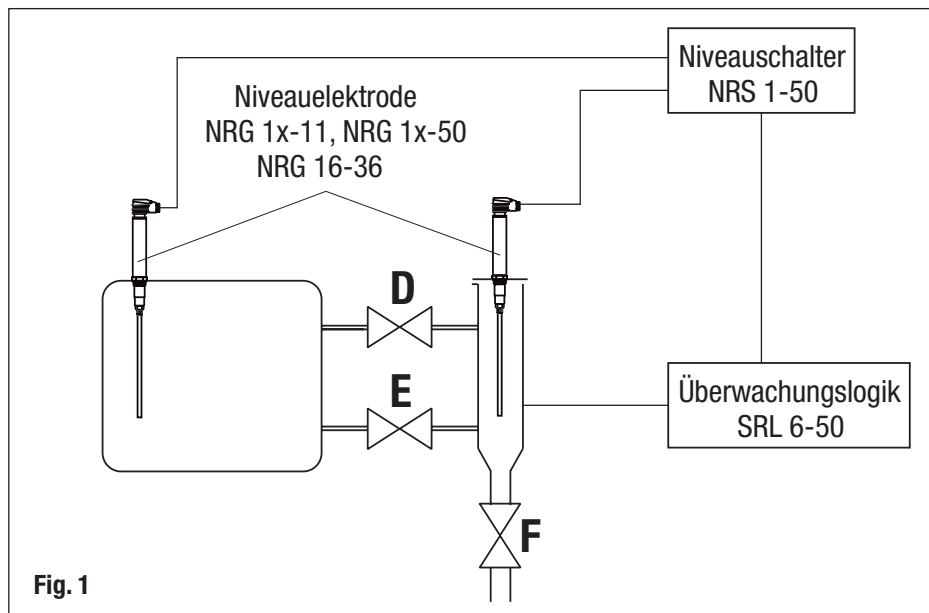 Niveauschalter
NRS 1-50
Niveauelektrode
NRG 1x-11, NRG 1x-50
NRG 16-36
D
E
Überwachungslogik
SRL 6-50
F
Fig. 1